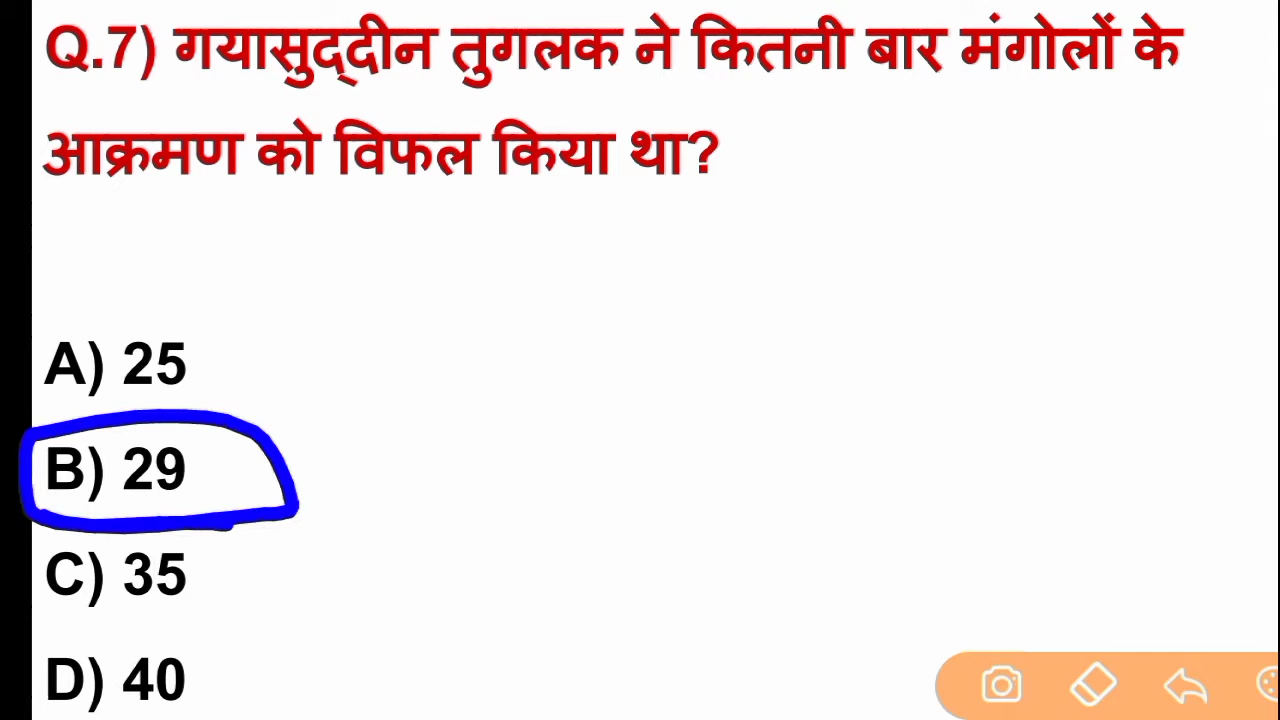 Q.7) गयासुद्दीन तुगलक ने कितनी बार मंगोलों के
आक्रमण को विफल किया था?
A) 25
B) 29
C) 35
D) 40